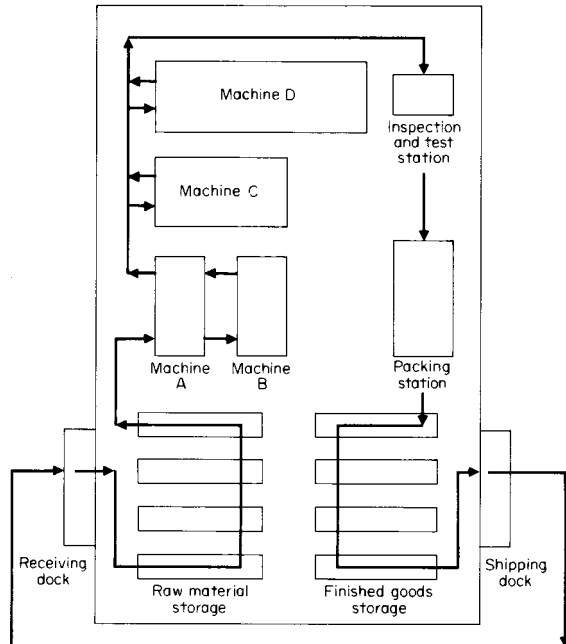 Machine D
Inspection
and test
station
Machine C
Machine
A
Machine
B
Packing
station
Receiving
dock
Raw material
storage
Finished goods
storage
Shipping
dock